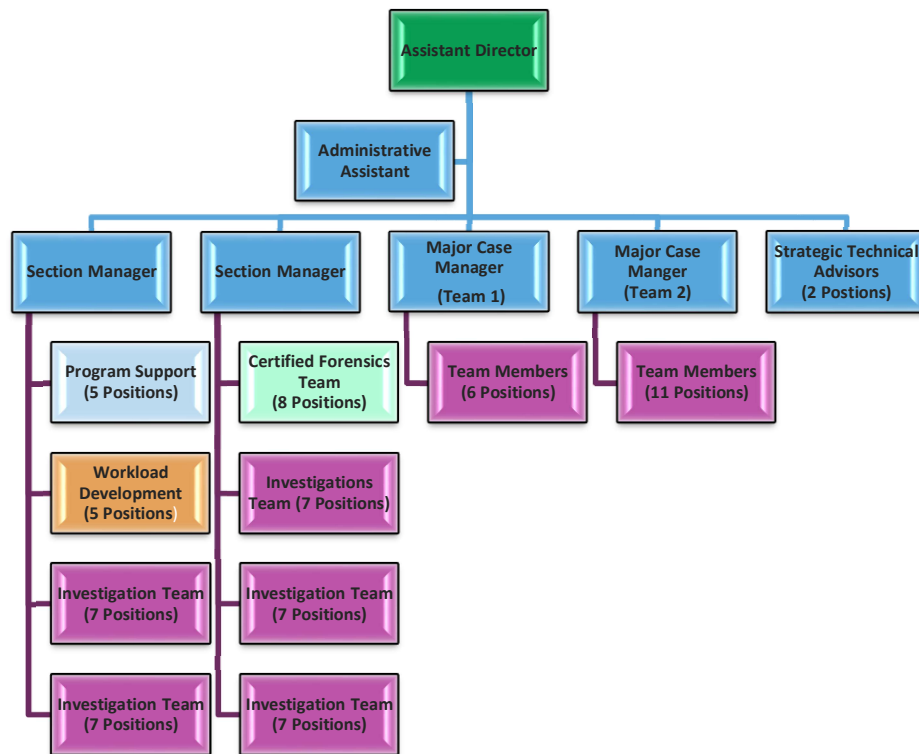 Assistant Director
Administrative
Assistant
Section Manager
Section Manager
Major Case
Manager
(Team 1)
Major Case
Manger
(Team 2)
Strategic Technical
Advisors
(2 Postions)
Program Support
(5 Positions)
Certified Forensics
Team
(8 Positions)
Team Members
(6 Positions)
Team Members
(11 Positions)
Workload
Development
(5 Positions)
Investigations
Team (7 Positions)
Investigation Team
(7 Positions)
Investigation Team
(7 Positions)
Investigation Team
(7 Positions)
Investigation Team
(7 Positions)